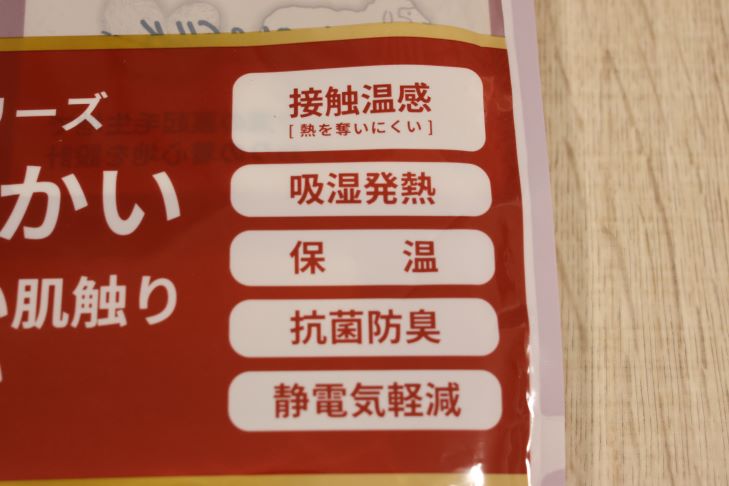 ーズ
かい
肌触り
接触温感
[ 熱を奪いにくい ]
吸湿発熱
保 温
抗菌防臭
静電気軽減